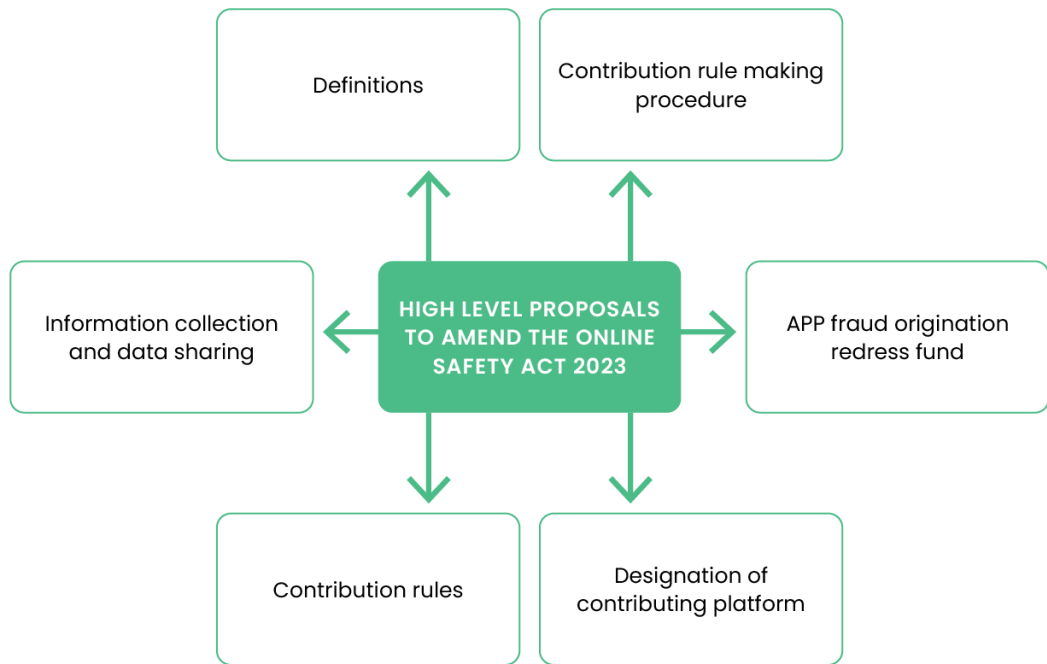 Definitions
Contribution rule making
procedure
Information collection
and data sharing
HIGH LEVEL PROPOSALS
TO AMEND THE ONLINE
SAFETY ACT 2023
APP fraud origination
redress fund
Contribution rules
Designation of
contributing platform